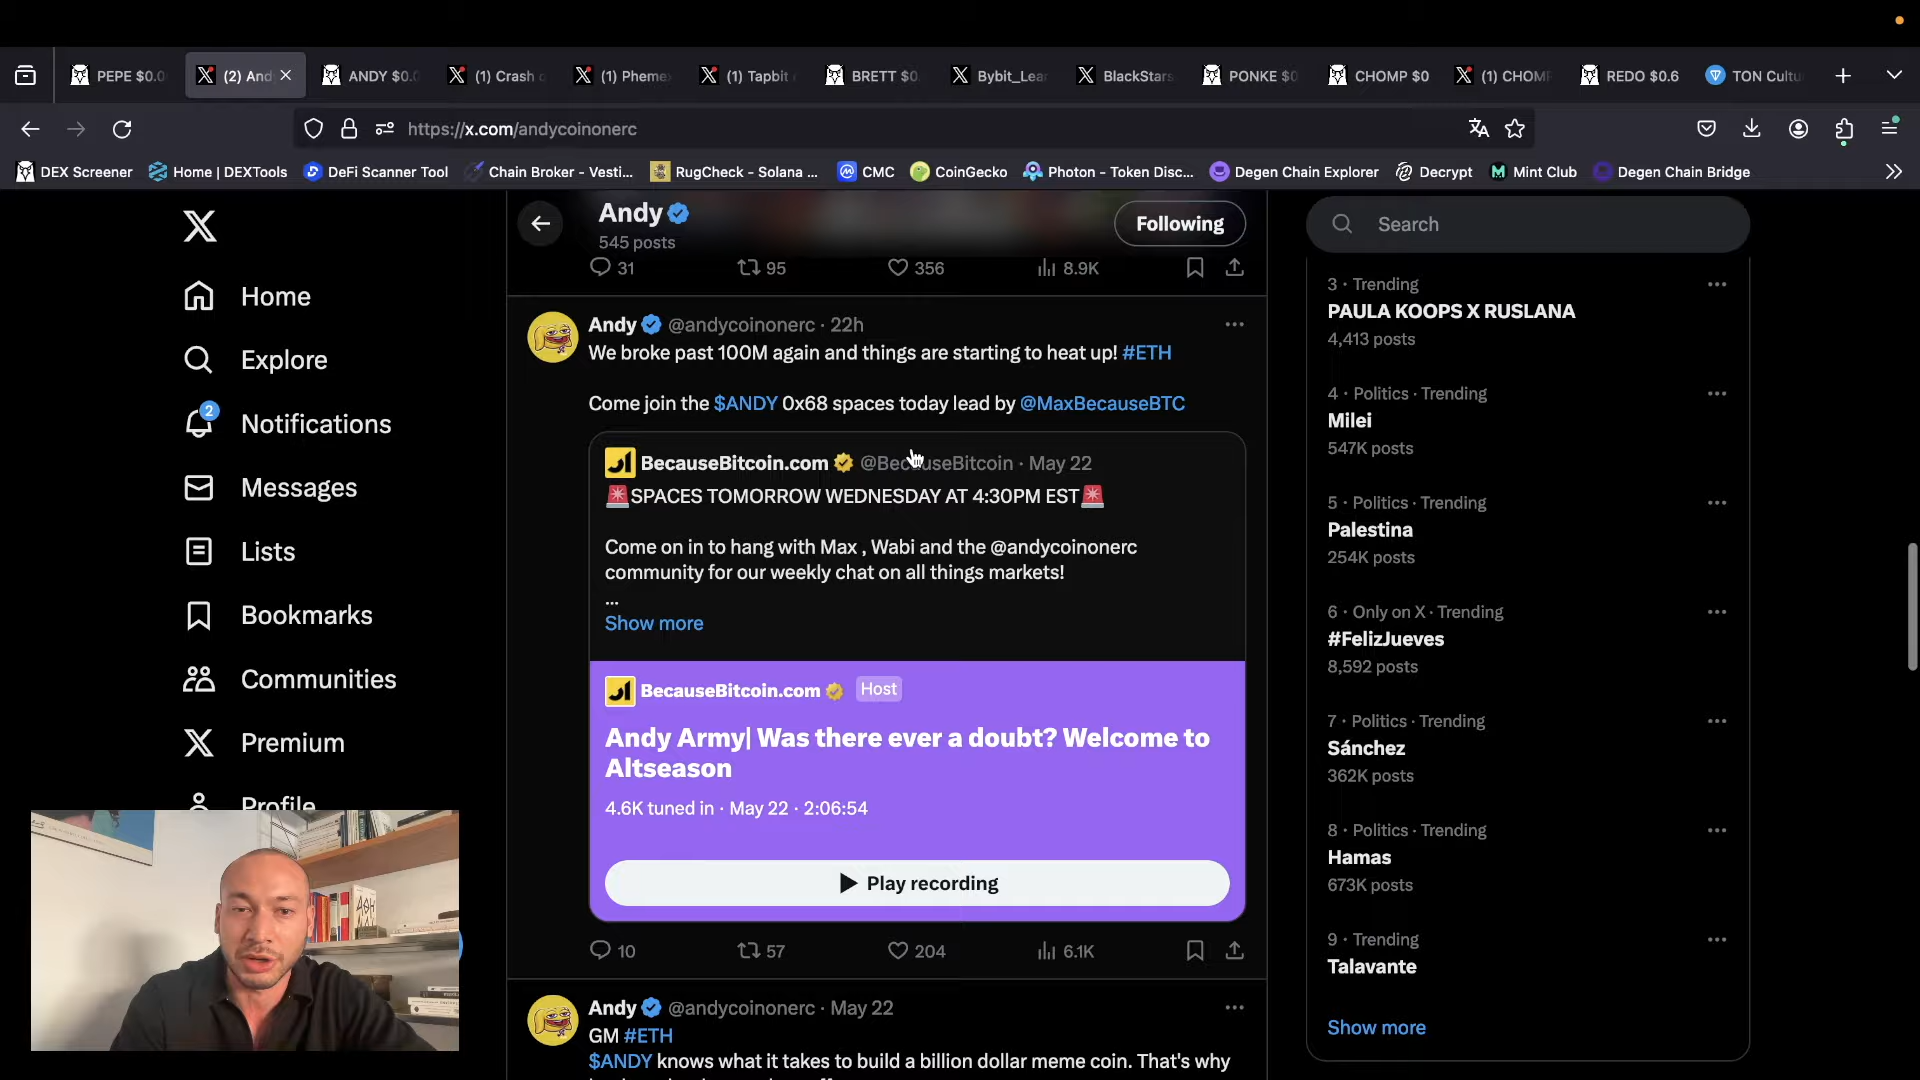 PEPE $0.0
(2) And
ANDY $0.0
(1) Crash
(1) Pheme
(1) Tapbit
BRETT $0.
Bybit_Lea
BlackStars
PONKE $0
CHOMP $0
(1) CHOM
REDO $0.6
TON Cultu
https://x.com/andycoinonerc
DEX Screener
Home | DEXTools
DeFi Scanner Tool
Chain Broker - Vesti...
RugCheck - Solana ...
CMC
CoinGecko
Photon - Token Disc...
Degen Chain Explorer
Decrypt
Mint Club
Degen Chain Bridge
Home
Explore
2
Notifications
Messages
Lists
Bookmarks
Communities
Premium
Profile
Andy
545 posts
Following
31 95 356 8.9K
Andy @andycoinonerc · 22h
We broke past 100M again and things are starting to heat up! #ETH
Come join the $ANDY 0x68 spaces today lead by @MaxBecauseBTC
BecauseBitcoin.com @BecauseBitcoin · May 22
🚨SPACES TOMORROW WEDNESDAY AT 4:30PM EST🚨
Come on in to hang with Max , Wabi and the @andycoinonerc
community for our weekly chat on all things markets!
...
Show more
BecauseBitcoin.com Host
Andy Army| Was there ever a doubt? Welcome to
Altseason
4.6K tuned in · May 22 · 2:06:54
Play recording
10 57 204 6.1K
Andy @andycoinonerc · May 22
GM #ETH
$ANDY knows what it takes to build a billion dollar meme coin. That's why
Search
3 · Trending
PAULA KOOPS X RUSLANA
4,413 posts
4 · Politics · Trending
Milei
547K posts
5 · Politics · Trending
Palestina
254K posts
6 · Only on X · Trending
#FelizJueves
8,592 posts
7 · Politics · Trending
Sánchez
362K posts
8 · Politics · Trending
Hamas
673K posts
9 · Trending
Talavante
Show more